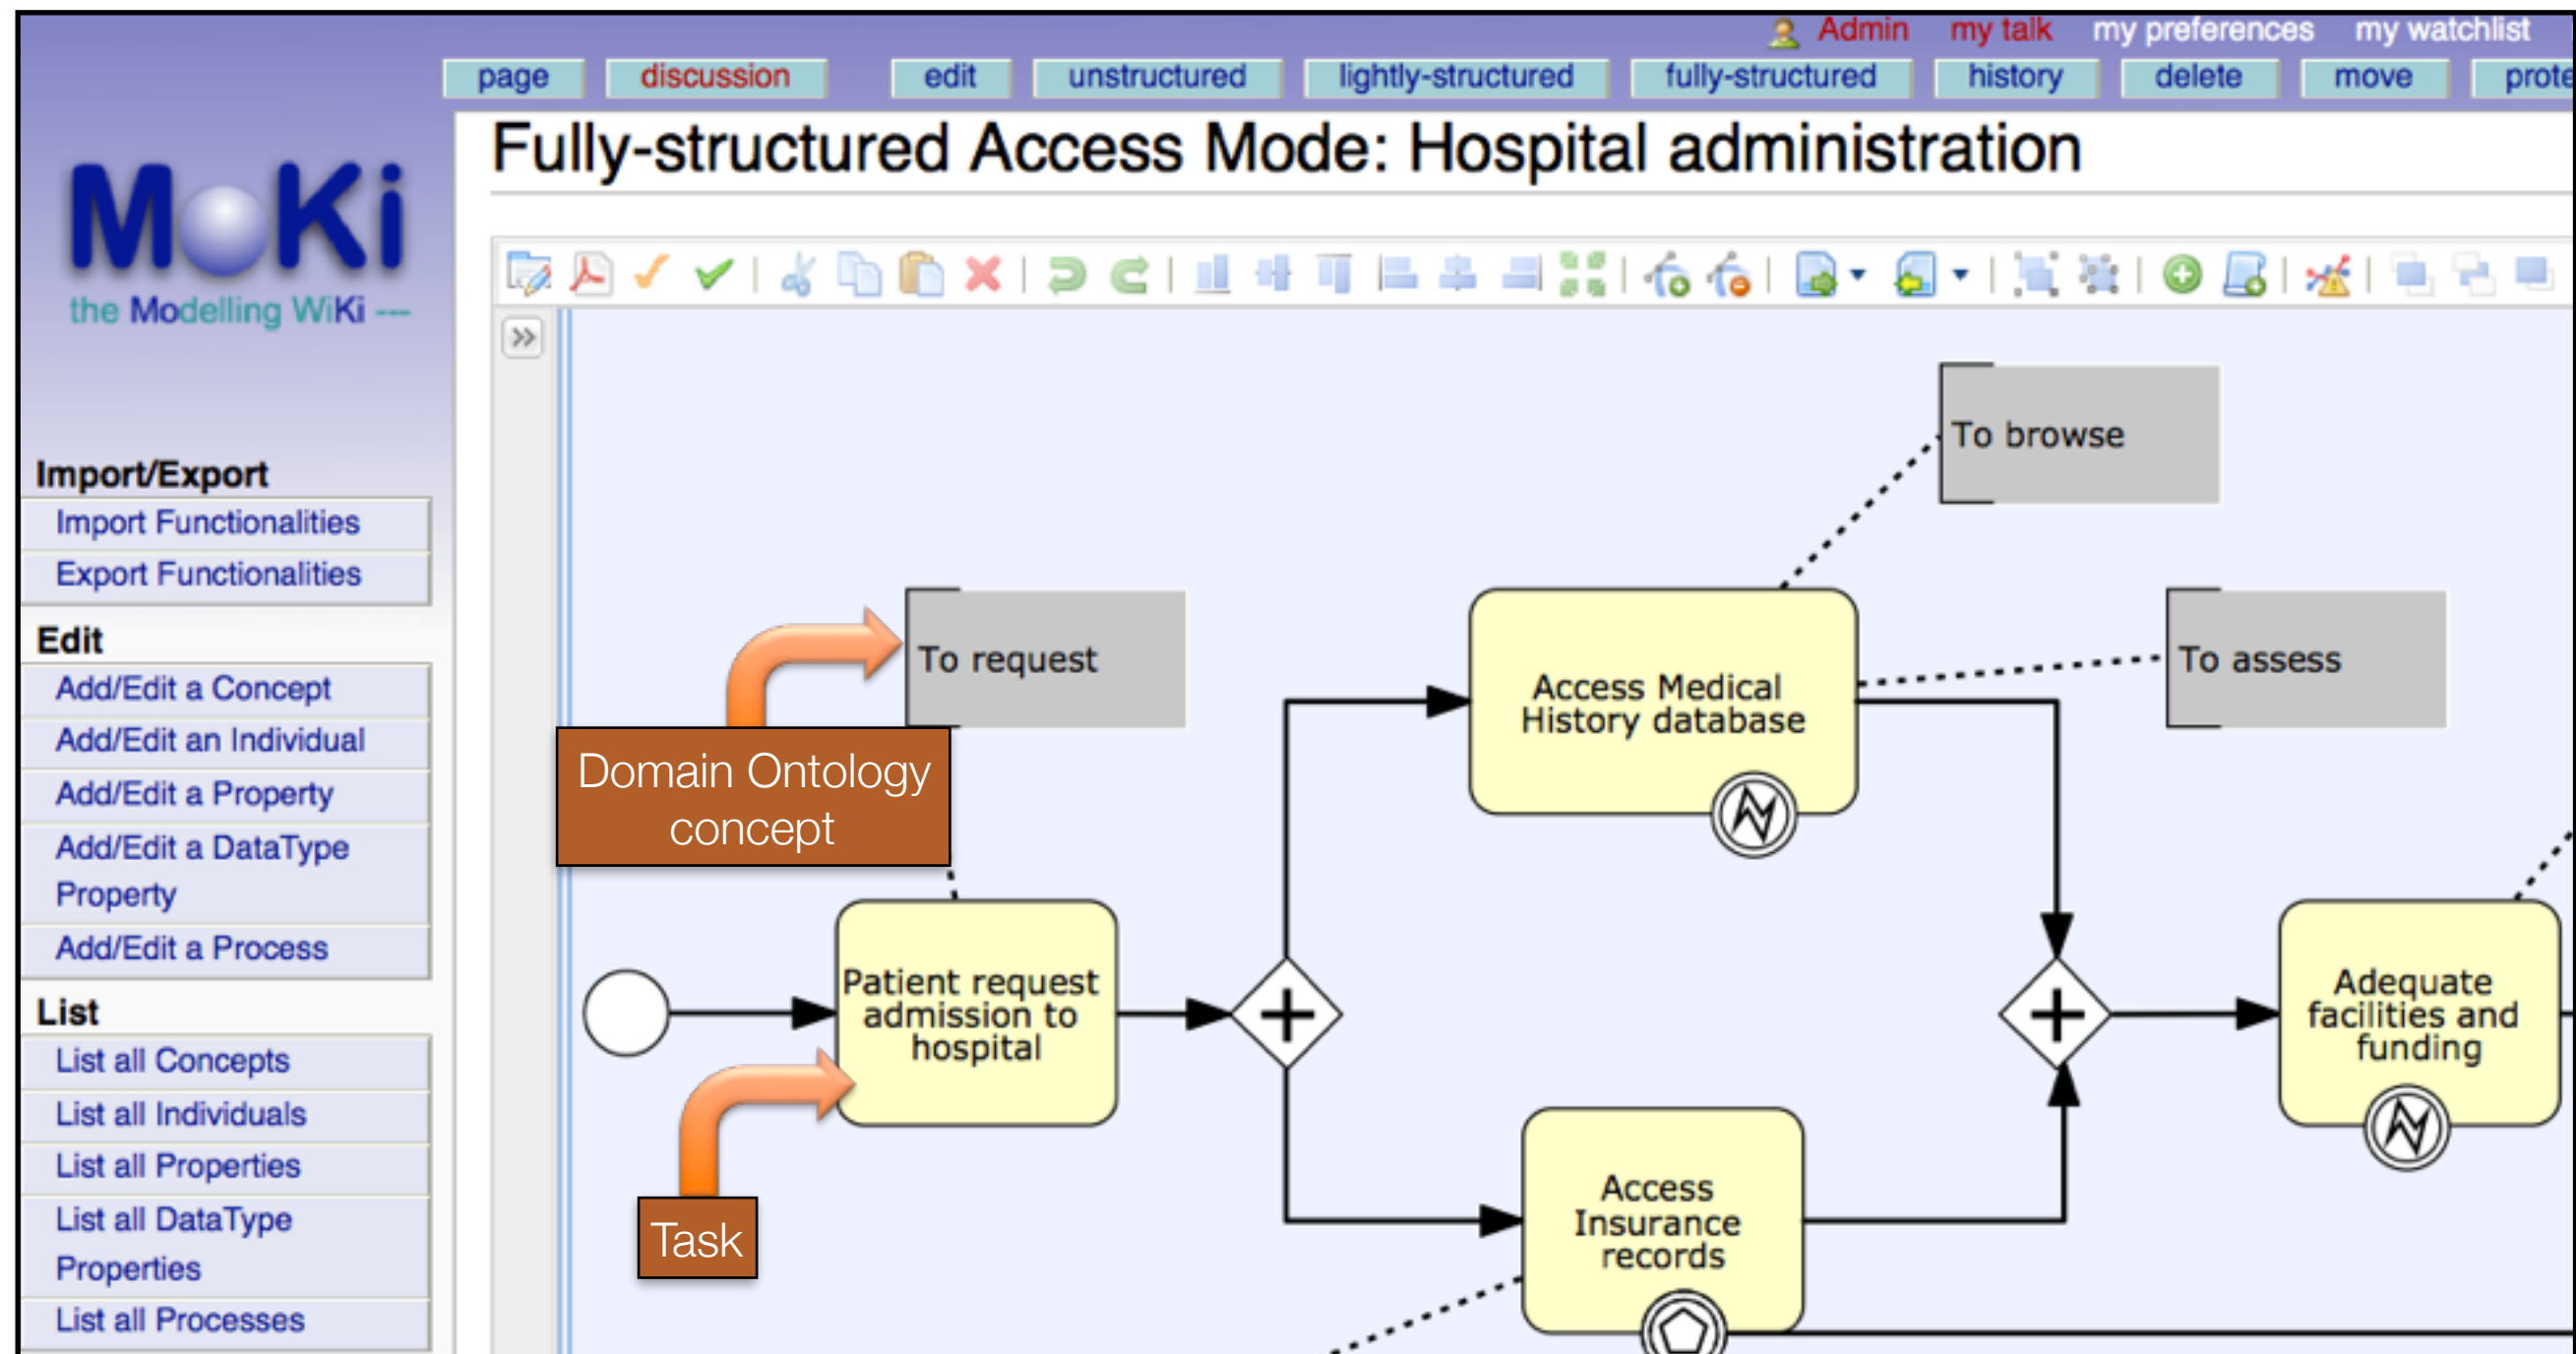 Admin my talk my preferences my watchlist
page discussion edit unstructured lightly-structured fully-structured history delete move
MoKi
the Modelling WiKi ---
Fully-structured Access Mode: Hospital administration
Import/Export
Import Functionalities
Export Functionalities
Edit
Add/Edit a Concept
Add/Edit an Individual
Add/Edit a Property
Add/Edit a DataType
Property
Add/Edit a Process
List
List all Concepts
List all Individuals
List all Properties
List all DataType
Properties
List all Processes
To browse
To request
To assess
Access Medical
History database
Domain Ontology
concept
Patient request
admission to
hospital
Adequate
facilities and
funding
Task
Access
Insurance
records